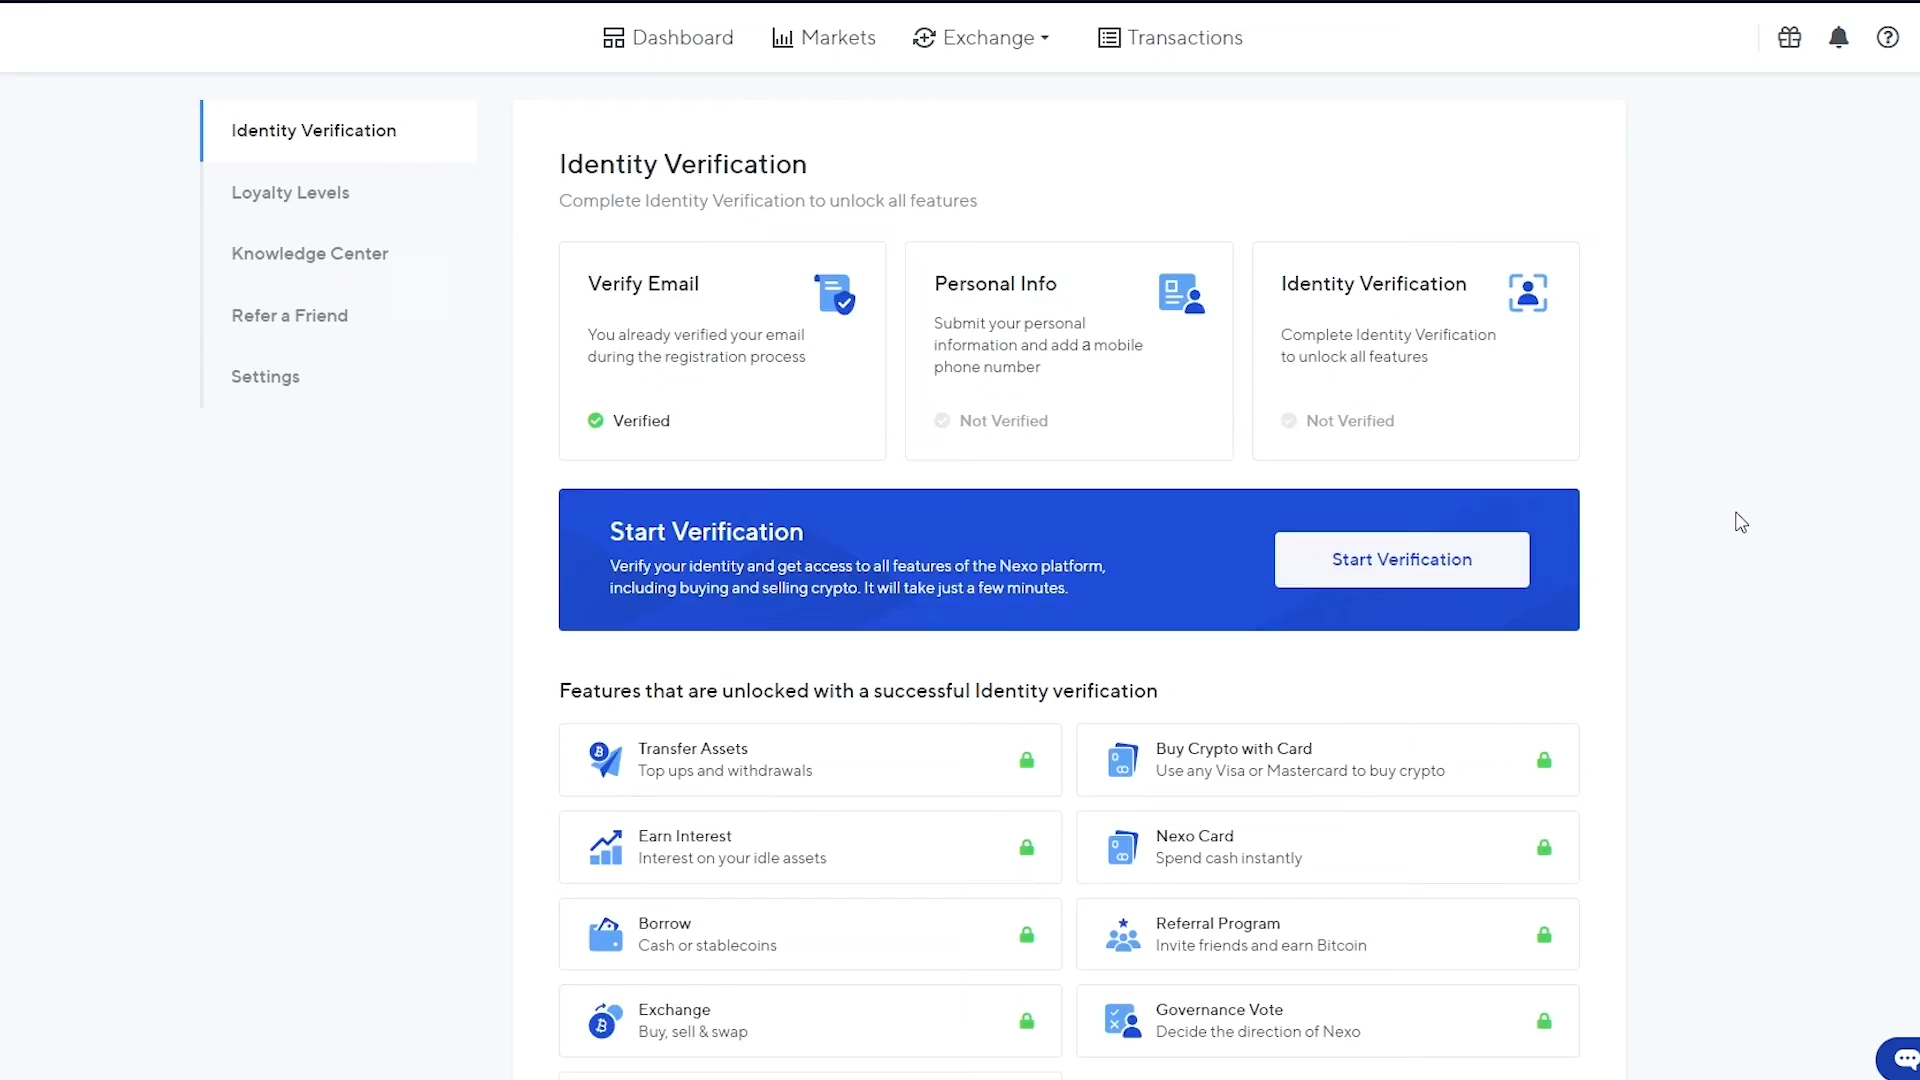 Dashboard
Markets
Exchange
Transactions
Identity Verification
Loyalty Levels
Knowledge Center
Refer a Friend
Settings
Identity Verification
Complete Identity Verification to unlock all features
Verify Email
You already verified your email
during the registration process
Verified
Personal Info
Submit your personal
information and add a mobile
phone number
Not Verified
Identity Verification
Complete Identity Verification
to unlock all features
Not Verified
Start Verification
Verify your identity and get access to all features of the Nexo platform,
including buying and selling crypto. It will take just a few minutes.
Start Verification
Features that are unlocked with a successful Identity verification
Transfer Assets
Top ups and withdrawals
Buy Crypto with Card
Use any Visa or Mastercard to buy crypto
Earn Interest
Interest on your idle assets
Nexo Card
Spend cash instantly
Borrow
Cash or stablecoins
Referral Program
Invite friends and earn Bitcoin
Exchange
Buy, sell & swap
Governance Vote
Decide the direction of Nexo